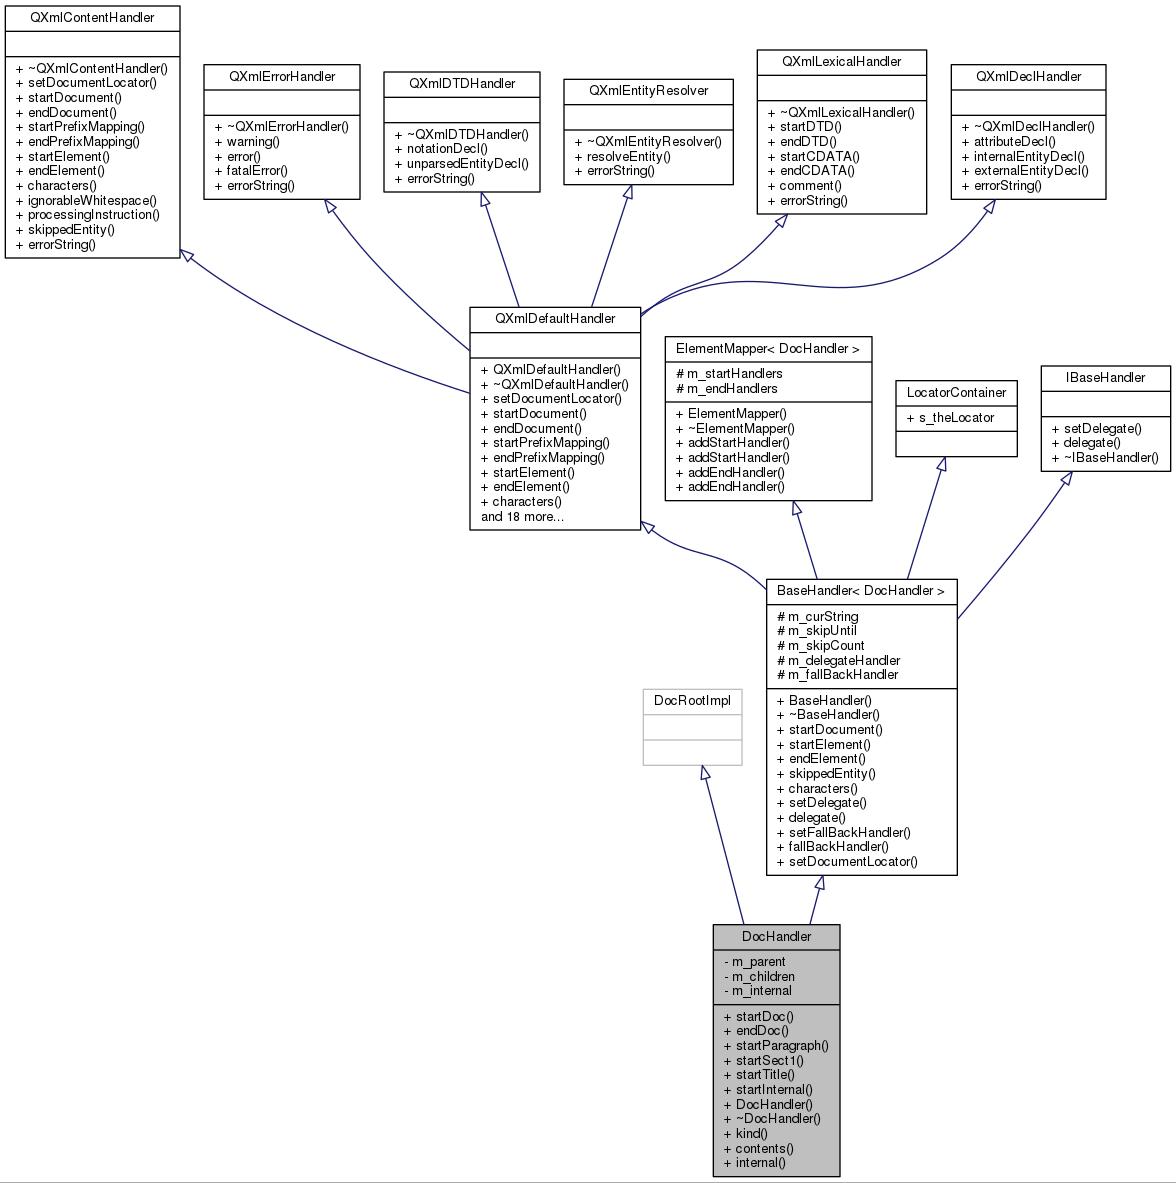 QXmlContentHandler
+ ~QXmlContentHandler()
+ setDocumentLocator()
+ startDocument()
+ endDocument()
+ startPrefixMapping()
+ endPrefixMapping()
+ startElement()
+ endElement()
+ characters()
+ ignorableWhitespace()
+ processingInstruction()
+ skippedEntity()
+ errorString()
QXmlErrorHandler
+ ~QXmlErrorHandler()
+ warning()
+ error()
+ fatalError()
+ errorString()
QXmlDTDHandler
+ ~QXmlDTDHandler()
+ notationDecl()
+ unparsedEntityDecl()
+ errorString()
QXmlEntityResolver
+ ~QXmlEntityResolver()
+ resolveEntity()
+ errorString()
QXmlLexicalHandler
+ ~QXmlLexicalHandler()
+ startDTD()
+ endDTD()
+ startCDATA()
+ endCDATA()
+ comment()
+ errorString()
QXmlDeclHandler
+ ~QXmlDeclHandler()
+ attributeDecl()
+ internalEntityDecl()
+ externalEntityDecl()
+ errorString()
QXmlDefaultHandler
+ QXmlDefaultHandler()
+ ~QXmlDefaultHandler()
+ setDocumentLocator()
+ startDocument()
+ endDocument()
+ startPrefixMapping()
+ endPrefixMapping()
+ startElement()
+ endElement()
+ characters()
and 18 more...
ElementMapper< DocHandler >
# m_startHandlers
# m_endHandlers
+ ElementMapper()
+ ~ElementMapper()
+ addStartHandler()
+ addStartHandler()
+ addEndHandler()
+ addEndHandler()
LocatorContainer
+ s_theLocator
IBaseHandler
+ setDelegate()
+ delegate()
+ ~IBaseHandler()
BaseHandler< DocHandler >
# m_curString
# m_skipUntil
# m_skipCount
# m_delegateHandler
# m_fallBackHandler
+ BaseHandler()
+ ~BaseHandler()
+ startDocument()
+ startElement()
+ endElement()
+ skippedEntity()
+ characters()
+ setDelegate()
+ delegate()
+ setFallBackHandler()
+ fallBackHandler()
+ setDocumentLocator()
DocRootImpl
DocHandler
- m_parent
- m_children
- m_internal
+ startDoc()
+ endDoc()
+ startParagraph()
+ startSect1()
+ startTitle()
+ startInternal()
+ DocHandler()
+ ~DocHandler()
+ kind()
+ contents()
+ internal()